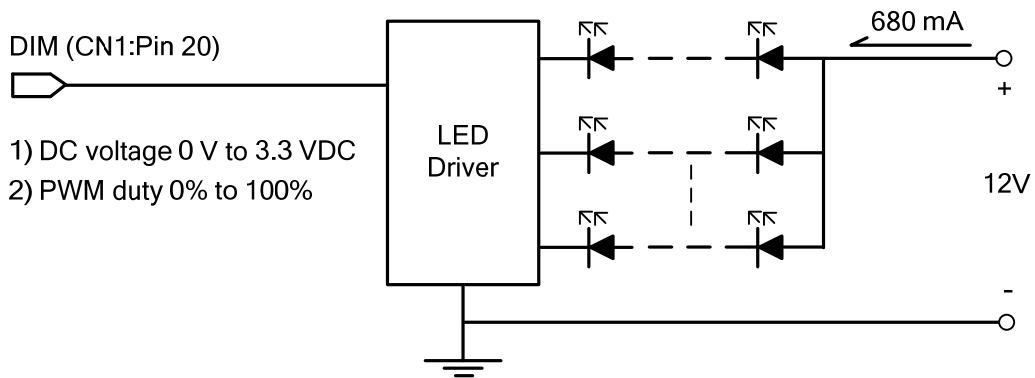 680 mA
DIM (CN1:Pin 20)
+
LED
Driver
1) DC voltage 0 V to 3.3 VDC
2) PWM duty 0% to 100%
12V
-